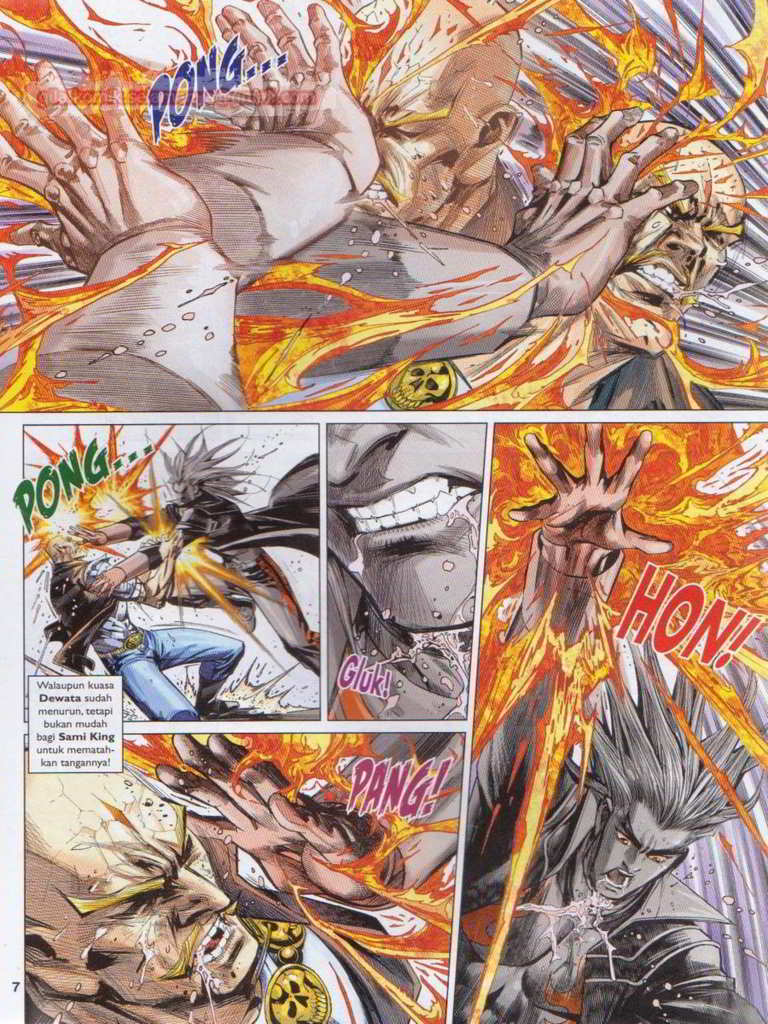 PONG...
PONG...
Gluk!
HON!
Walaupun kuasa
Dewata sudah
menurun, tetapi
bukan mudah
bagi Sami King
untuk mematah-
kan tangannya!
PANG!
7